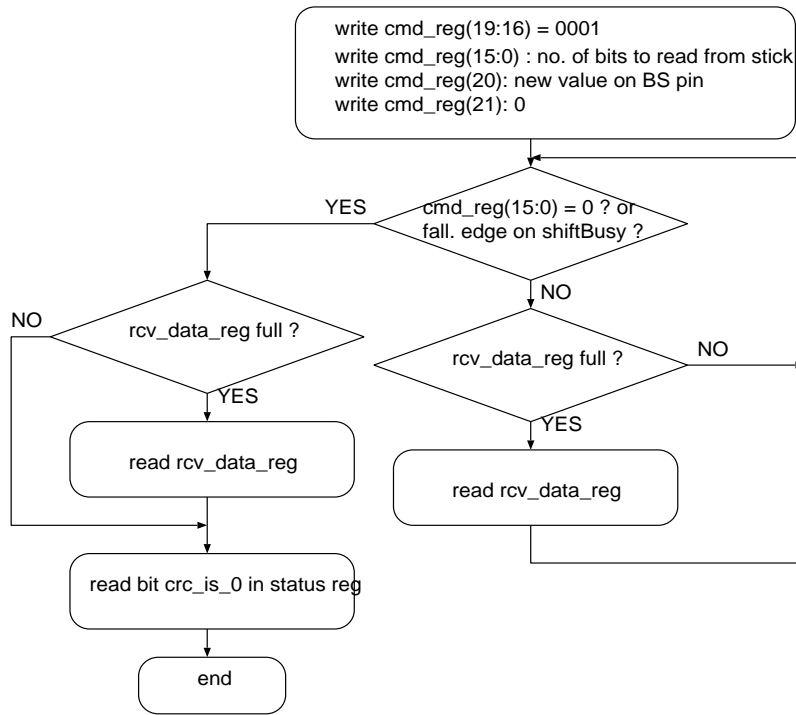 write cmd_reg(19:16) = 0001
write cmd_reg(15:0) : no. of bits to read from stick
write cmd_reg(20): new value on BS pin
write cmd_reg(21): 0
YES
cmd_reg(15:0) = 0 ? or
fall. edge on shiftBusy ?
NO
NO
rcv_data_reg full ?
rcv_data_reg full ?
NO
YES
YES
read rcv_data_reg
read rcv_data_reg
read bit crc_is_0 in status reg
end